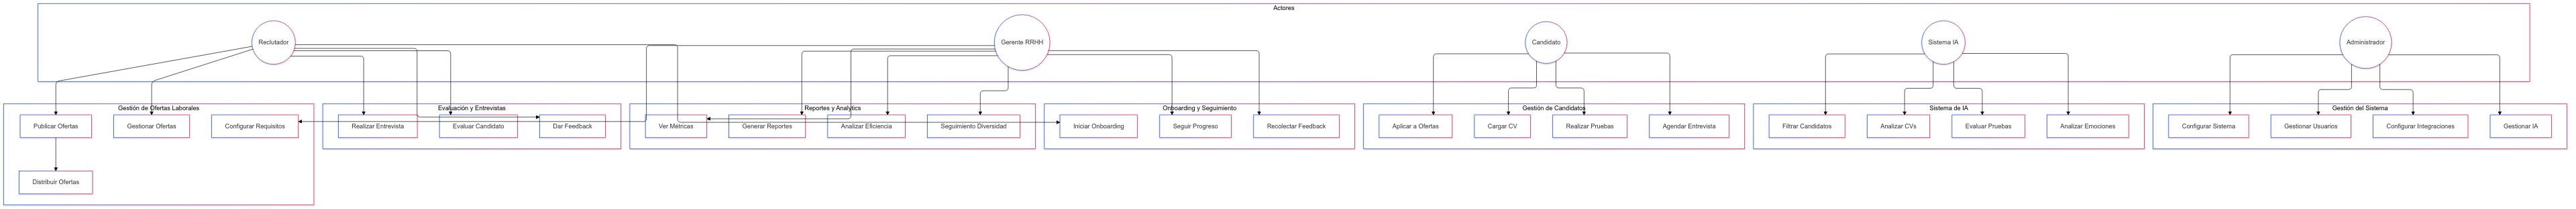 Actores
Reclutador
Gerente RRHH
Candidato
Sistema IA
Administrador
Gestión de Ofertas Laborales
Publicar Ofertas
Gestionar Ofertas
Configurar Requisitos
Distribuir Ofertas
Evaluación y Entrevistas
Realizar Entrevista
Evaluar Candidato
Dar Feedback
Reportes y Analytics
Ver Métricas
Generar Reportes
Analizar Eficiencia
Seguimiento Diversidad
Onboarding y Seguimiento
Iniciar Onboarding
Seguir Progreso
Recolectar Feedback
Gestión de Candidatos
Aplicar a Ofertas
Cargar CV
Realizar Pruebas
Agendar Entrevista
Sistema de IA
Filtrar Candidatos
Analizar CVs
Evaluar Pruebas
Analizar Emociones
Gestión del Sistema
Configurar Sistema
Gestionar Usuarios
Configurar Integraciones
Gestionar IA